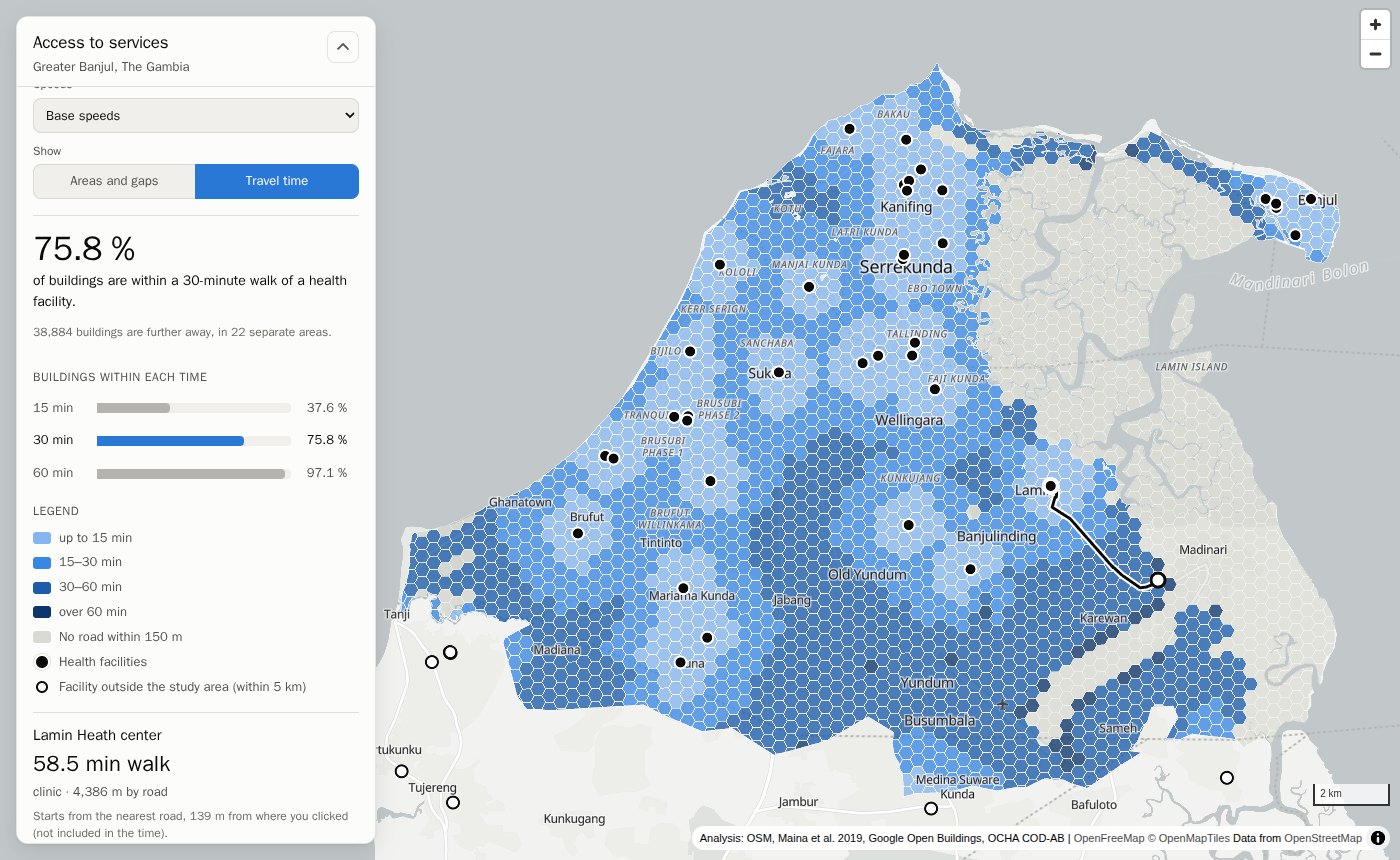 Access to services
Greater Banjul, The Gambia
Speeds
Base speeds
Show
Areas and gaps
Travel time
75.8 %
of buildings are within a 30-minute walk of a health
facility.
38,884 buildings are further away, in 22 separate areas.
BUILDINGS WITHIN EACH TIME
15 min 37.6 %
30 min 75.8 %
60 min 97.1 %
LEGEND
up to 15 min
15–30 min
30–60 min
over 60 min
No road within 150 m
Health facilities
Facility outside the study area (within 5 km)
Lamin Heath center
58.5 min walk
clinic · 4,386 m by road
Starts from the nearest road, 139 m from where you clicked
(not included in the time).
BAKAU
FAJARA
Kanifing
KOTU
LATRI KUNDA
Serrekunda
KOLOLI
MANJAI KUNDA
EBO TOWN
KERR SERIGN
TALLINDING
SANCHABA
BIJILO
FAJI KUNDA
BRUSUBI
PHASE 2
Wellingara
BRUSUBI
PHASE 1
KUNKUJANG
Ghanatown
Brufut
BRUFUT
WILLINKAMA
Tintinto
Banjulinding
Madinari
Old Yundum
Mariama Kunda
Jabang
Tanji
Karewan
Madiana
Yundum
Busumbala
Sameh
Tujereng
Medina Suware
Kunda
Jambur
Bafuloto
Kunkugang
Mandinari Bolon
LAMIN ISLAND
+
−
2 km
Analysis: OSM, Maina et al. 2019, Google Open Buildings, OCHA COD-AB | OpenFreeMap © OpenMapTiles Data from OpenStreetMap